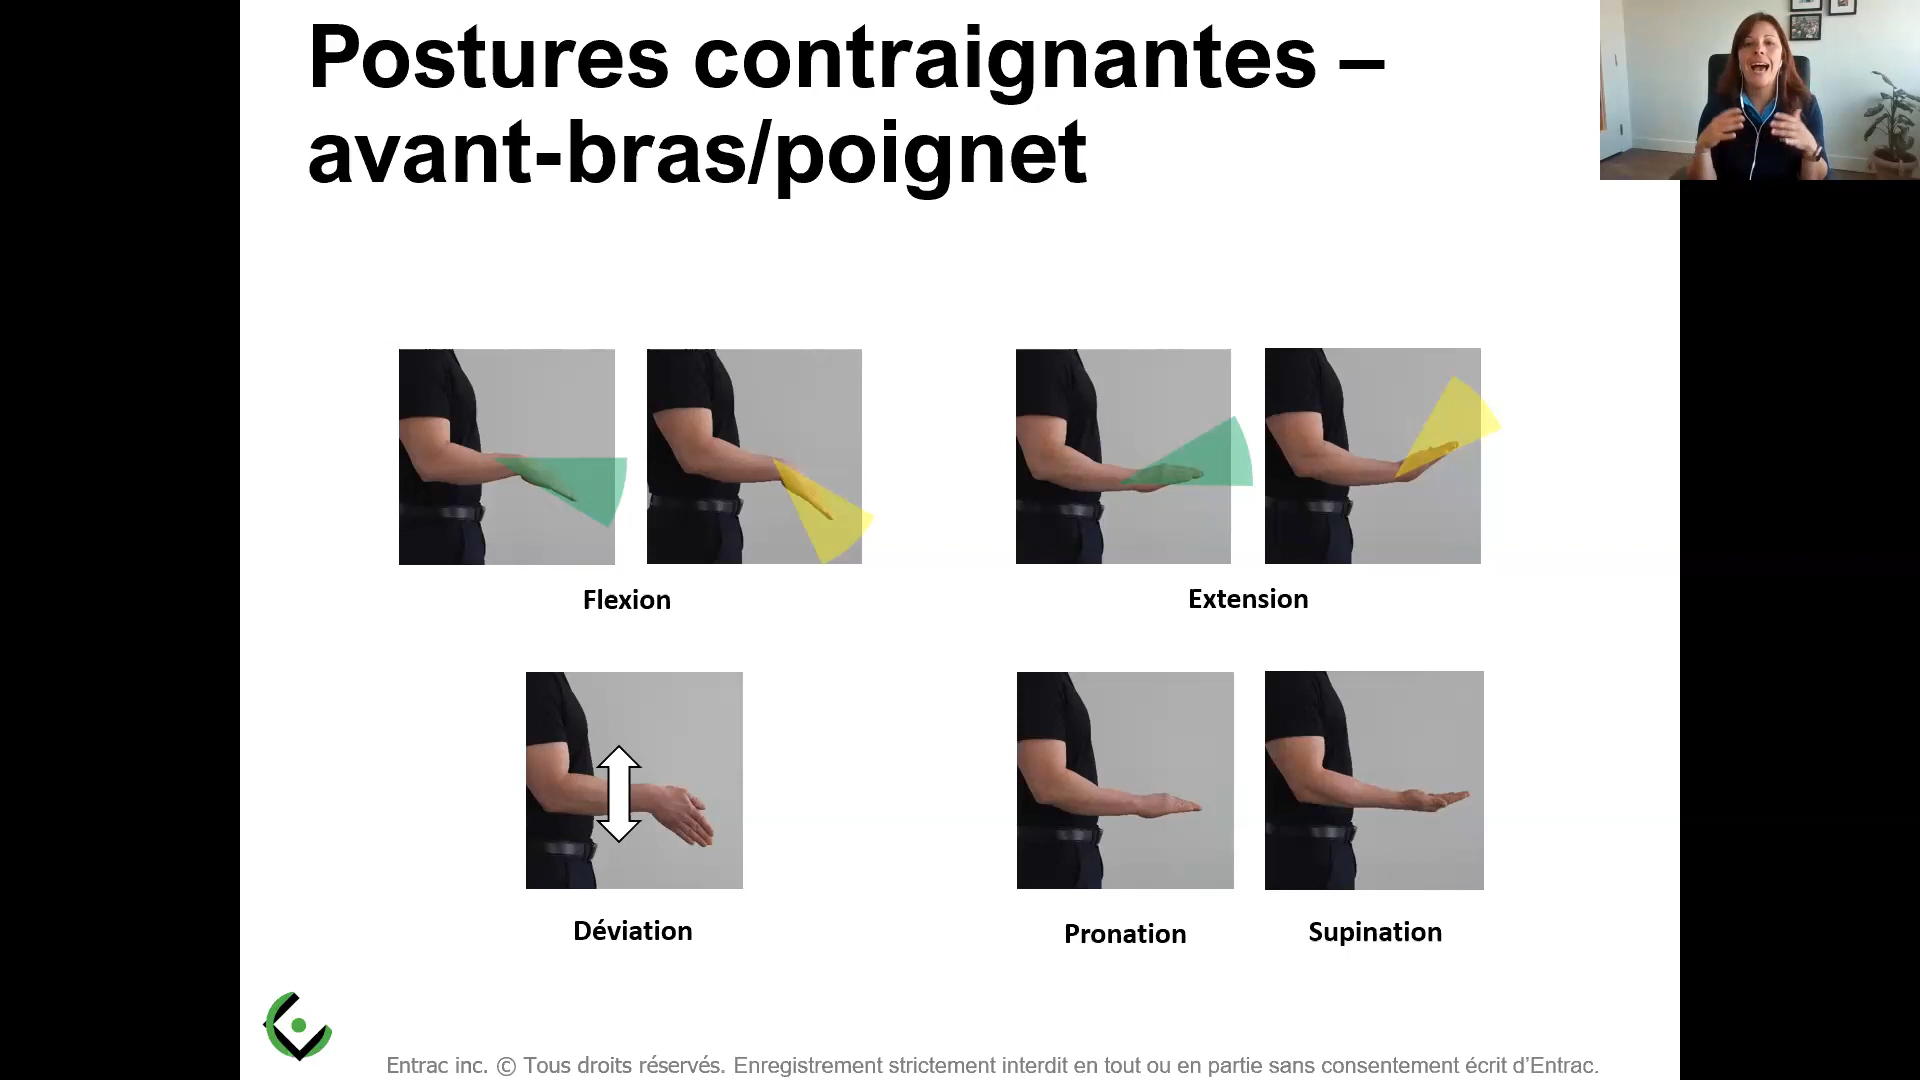 Postures contraignantes –
avant-bras/poignet
Flexion
Extension
Déviation
Pronation
Supination
Entrac inc. © Tous droits réservés. Enregistrement strictement interdit en tout ou en partie sans consentement écrit d’Entrac.